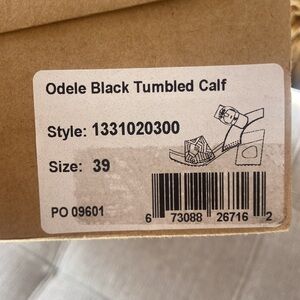 Odele Black Tumbled Calf
Style: 1331020300
Size: 39
PO 09601
6 73088 26716 2